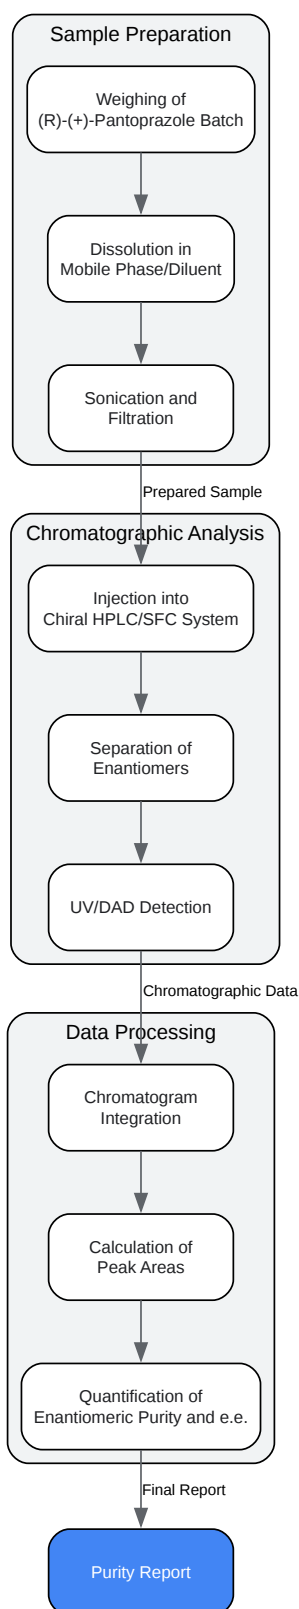 Sample Preparation
Weighing of
(R)-(+)-Pantoprazole Batch
Dissolution in
Mobile Phase/Diluent
Sonication and
Filtration
Prepared Sample
Chromatographic Analysis
Injection into
Chiral HPLC/SFC System
Separation of
Enantiomers
UV/DAD Detection
Chromatographic Data
Data Processing
Chromatogram
Integration
Calculation of
Peak Areas
Quantification of
Enantiomeric Purity and e.e.
Final Report
Purity Report